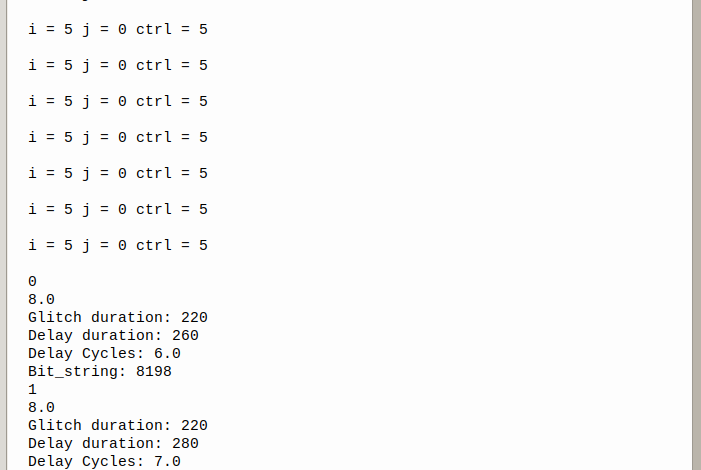 i = 5 j = 0 ctrl = 5
i = 5 j = 0 ctrl = 5
i = 5 j = 0 ctrl = 5
i = 5 j = 0 ctrl = 5
i = 5 j = 0 ctrl = 5
i = 5 j = 0 ctrl = 5
i = 5 j = 0 ctrl = 5
0
8.0
Glitch duration: 220
Delay duration: 260
Delay Cycles: 6.0
Bit_string: 8198
1
8.0
Glitch duration: 220
Delay duration: 280
Delay Cycles: 7.0